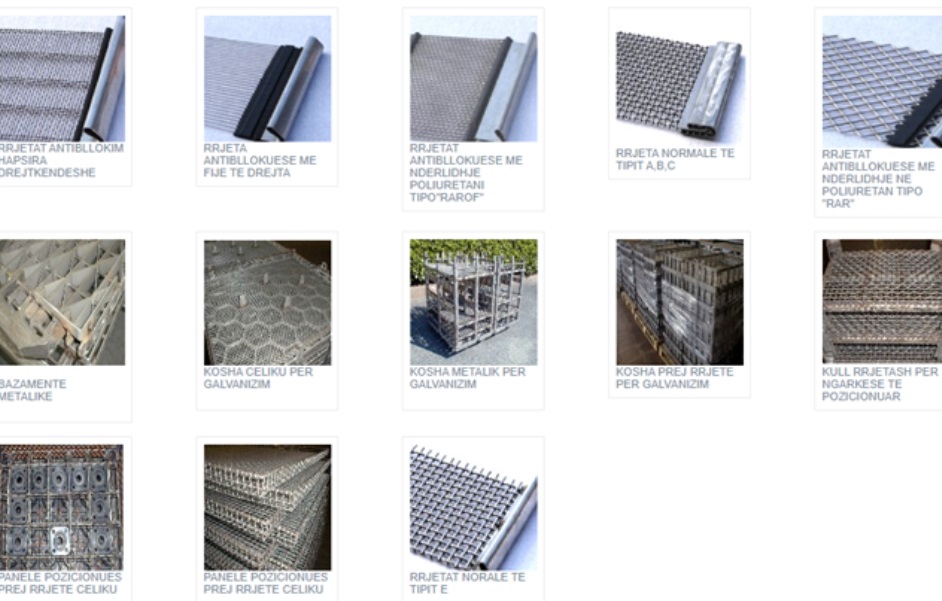 RRJETAT ANTIBLLOKIM
HAPSIRA
DREJTKENDESHE
RRJETA
ANTIBLLOKUESE ME
FIJE TE DREJTA
RRJETAT
ANTIBLLOKUESE ME
NDERLIDHJE
POLIURETANI
TIPO"RAROF"
RRJETA NORMALE TE
TIPIT A,B,C
RRJETAT
ANTIBLLOKUESE ME
NDERLIDHJE NE
POLIURETAN TIPO
"RAR"
BAZAMENTE
METALIKE
KOSHA CELIKU PER
GALVANIZIM
KOSHA METALIK PER
GALVANIZIM
KOSHA PREJ RRJETE
PER GALVANIZIM
KULL RRJETASH PER
NGARKESE TE
POZICIONUAR
PANELE POZICIONUES
PREJ RRJETE CELIKU
PANELE POZICIONUES
PREJ RRJETE CELIKU
RRJETAT NORALE TE
TIPIT E